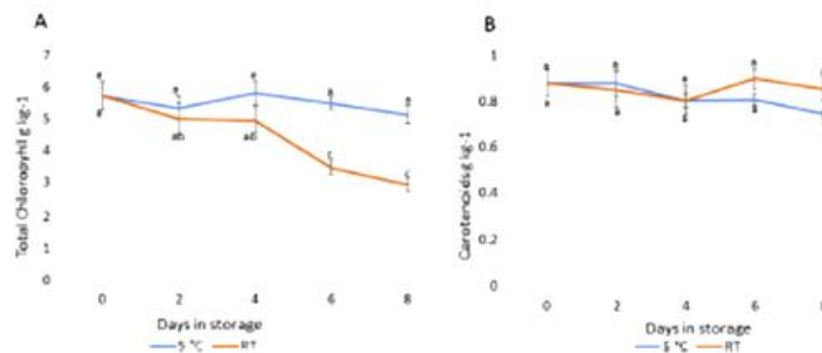 A
Total Chlorophyll g kg-1
7
6
5
4
3
2
1
0
a
a
a
a
a
a
ab
ab
c
c
0 2 4 6 8
Days in storage
5 °C RT
B
Carotenoids g kg-1
1
0.8
0.6
0.4
0.2
0
a
a
a
a
a
a
a
a
0 2 4 6
Days in storage
5 °C RT